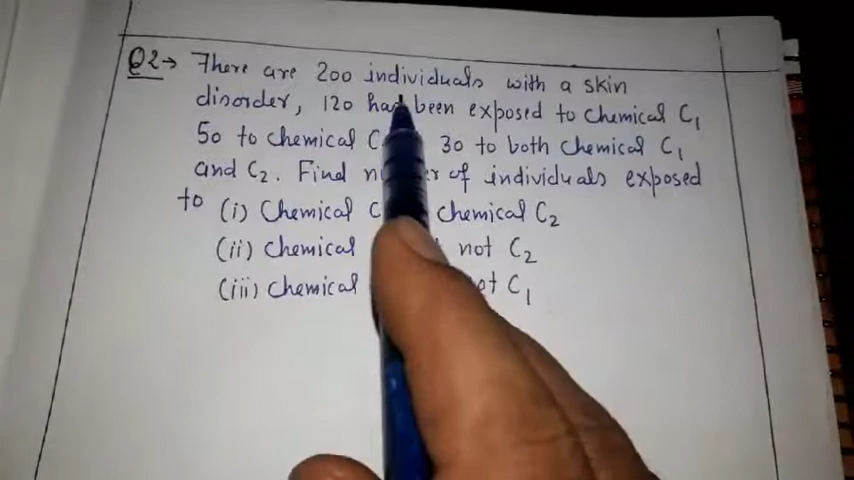 Q2→ There are 200 individuals with a skin
disorder, 120 has been exposed to chemical C1
50 to chemical 30 to both chemical C1
and C2. Find of individuals exposed
to (i) Chemical chemical C2
(ii) Chemical not C2
(iii) Chemical C1